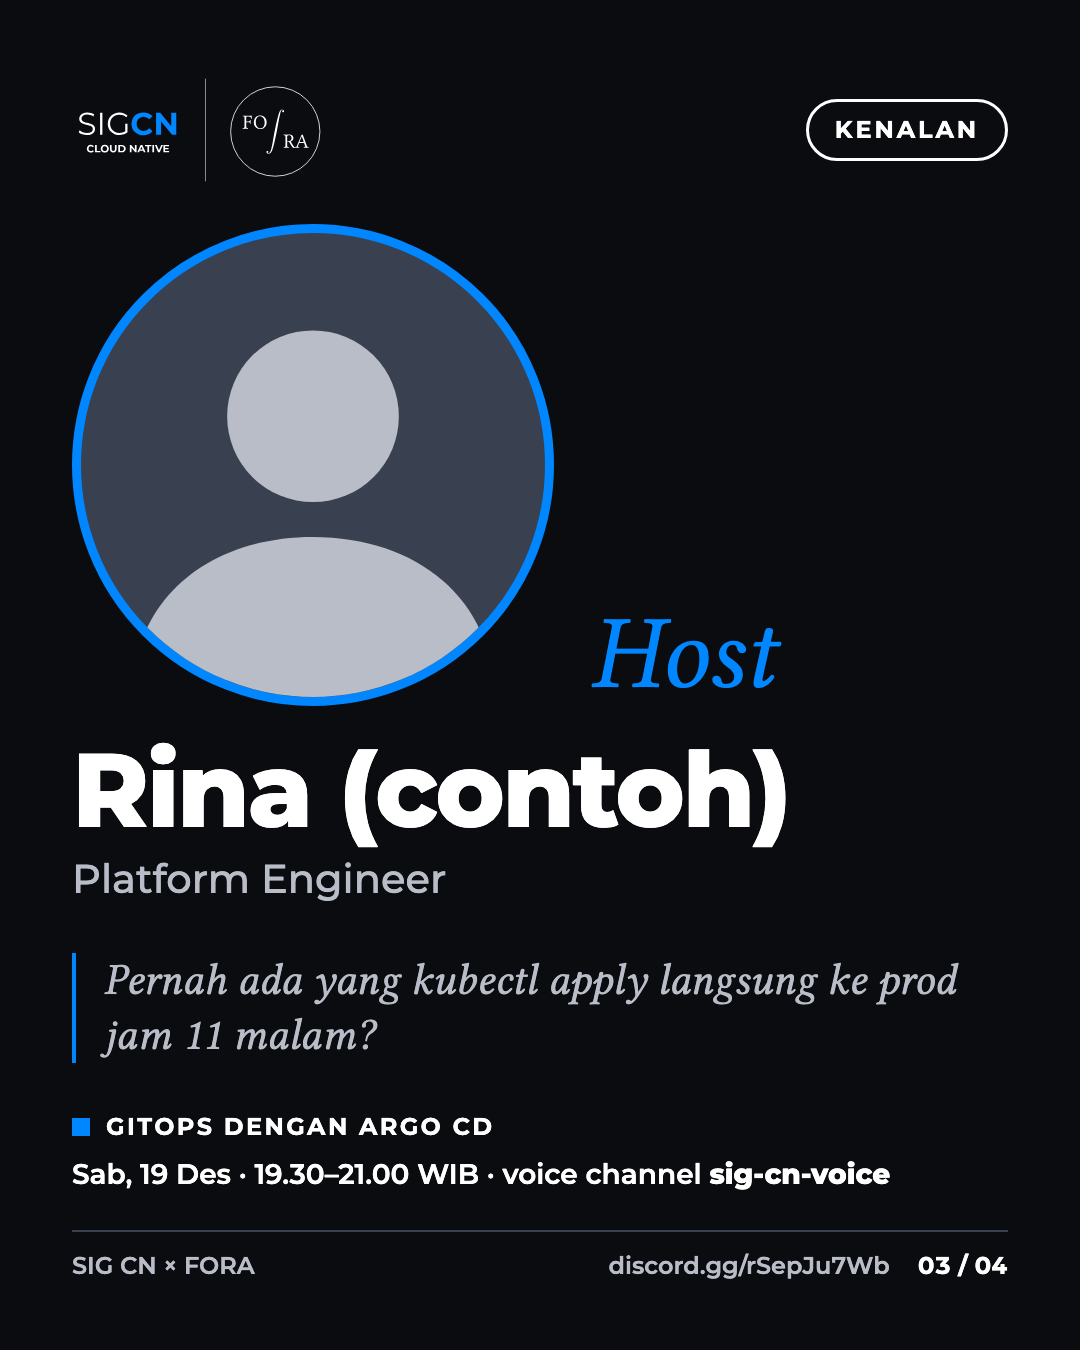 SIGCN
CLOUD NATIVE
FO
RA
KENALAN
Host
Rina (contoh)
Platform Engineer
Pernah ada yang kubectl apply langsung ke prod
jam 11 malam?
GITOPS DENGAN ARGO CD
Sab, 19 Des · 19.30–21.00 WIB · voice channel sig-cn-voice
SIG CN × FORA
discord.gg/rSepJu7Wb 03 / 04